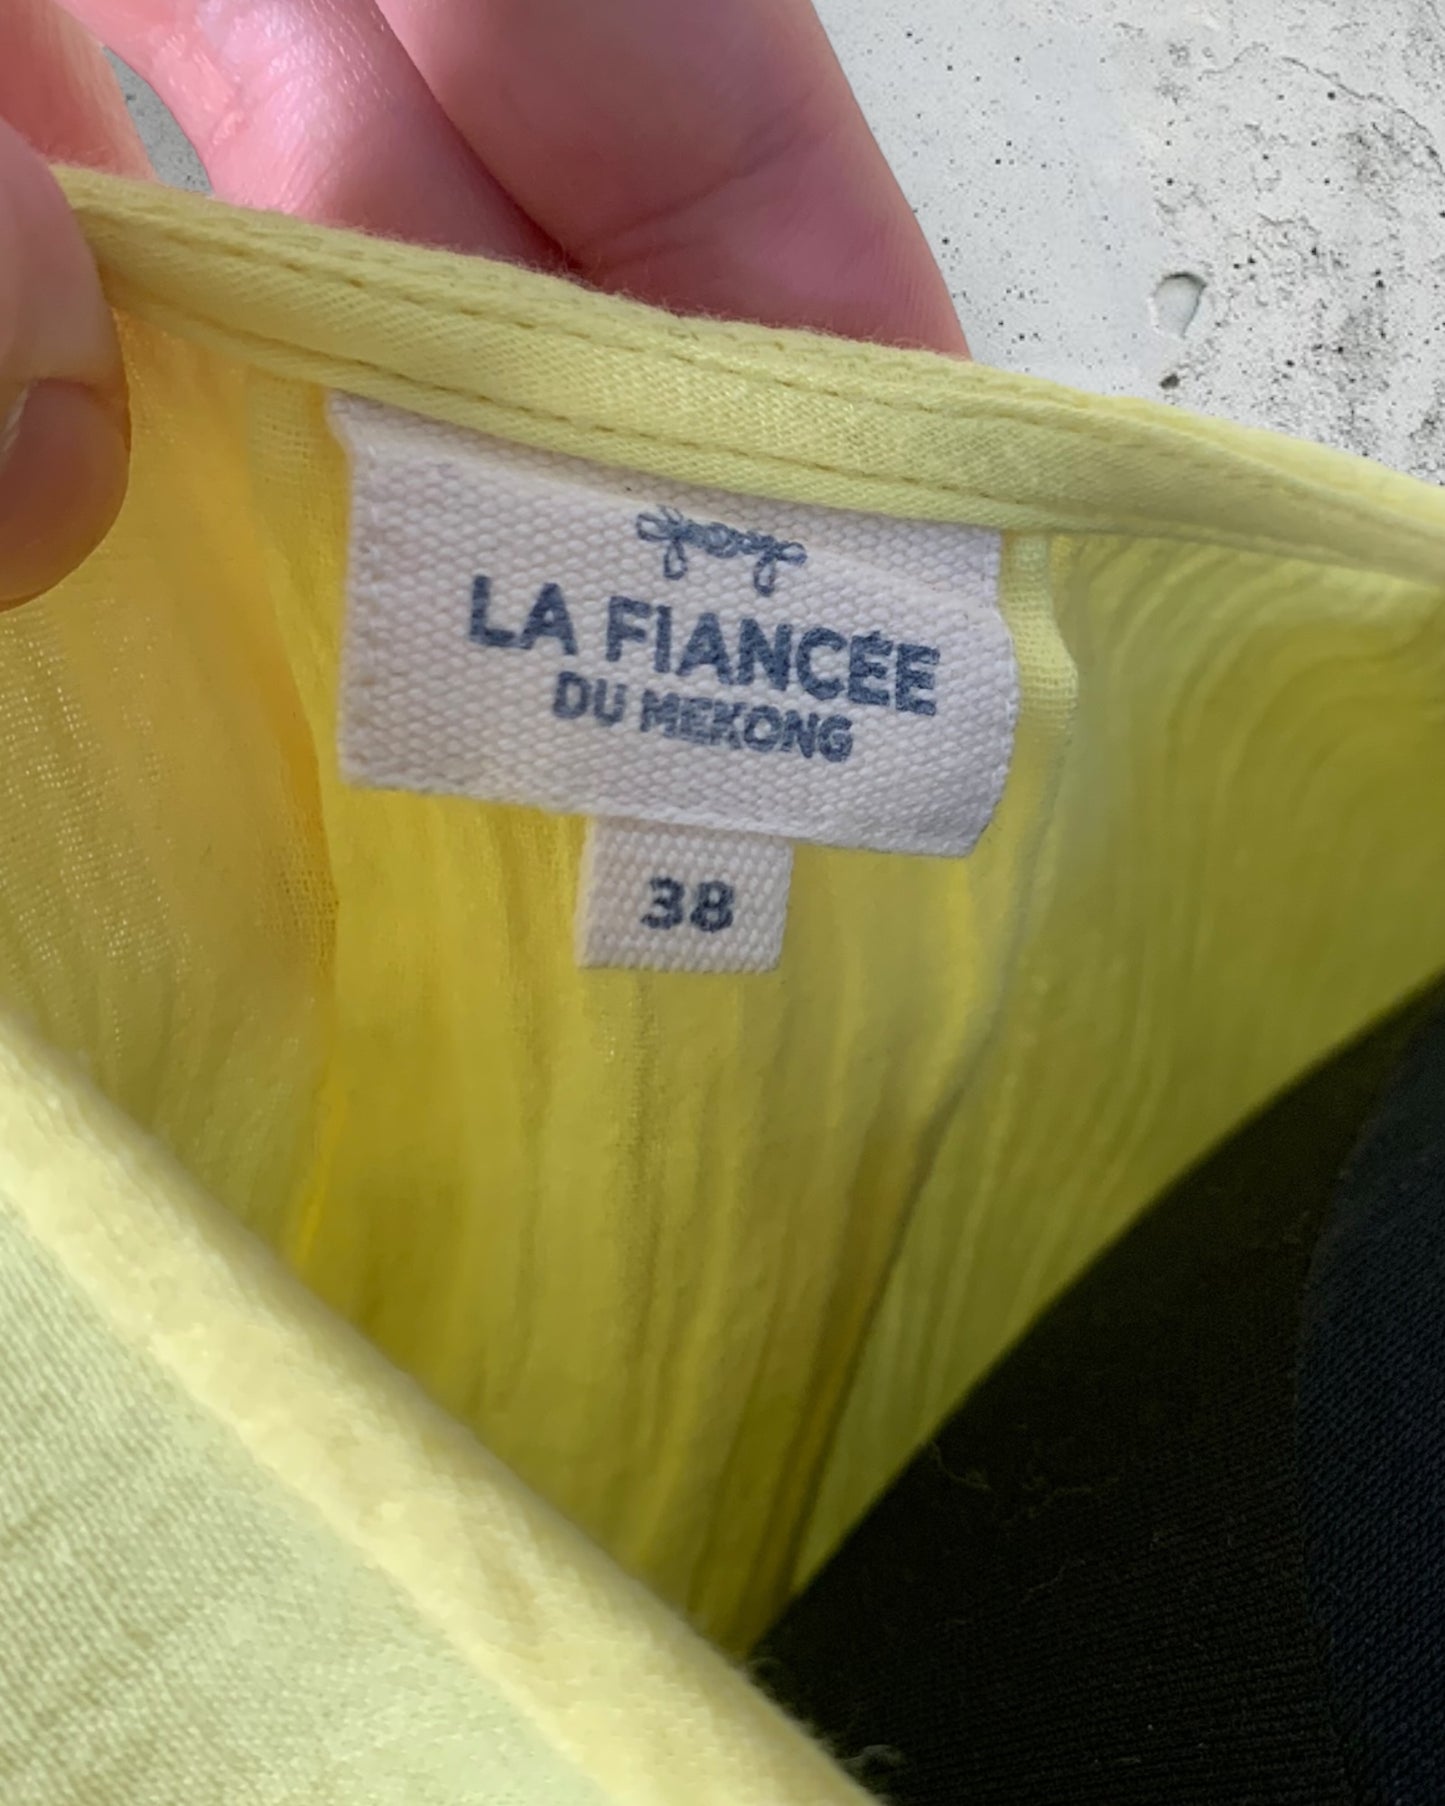 LA FIANCÉE
DU MEKONG
38